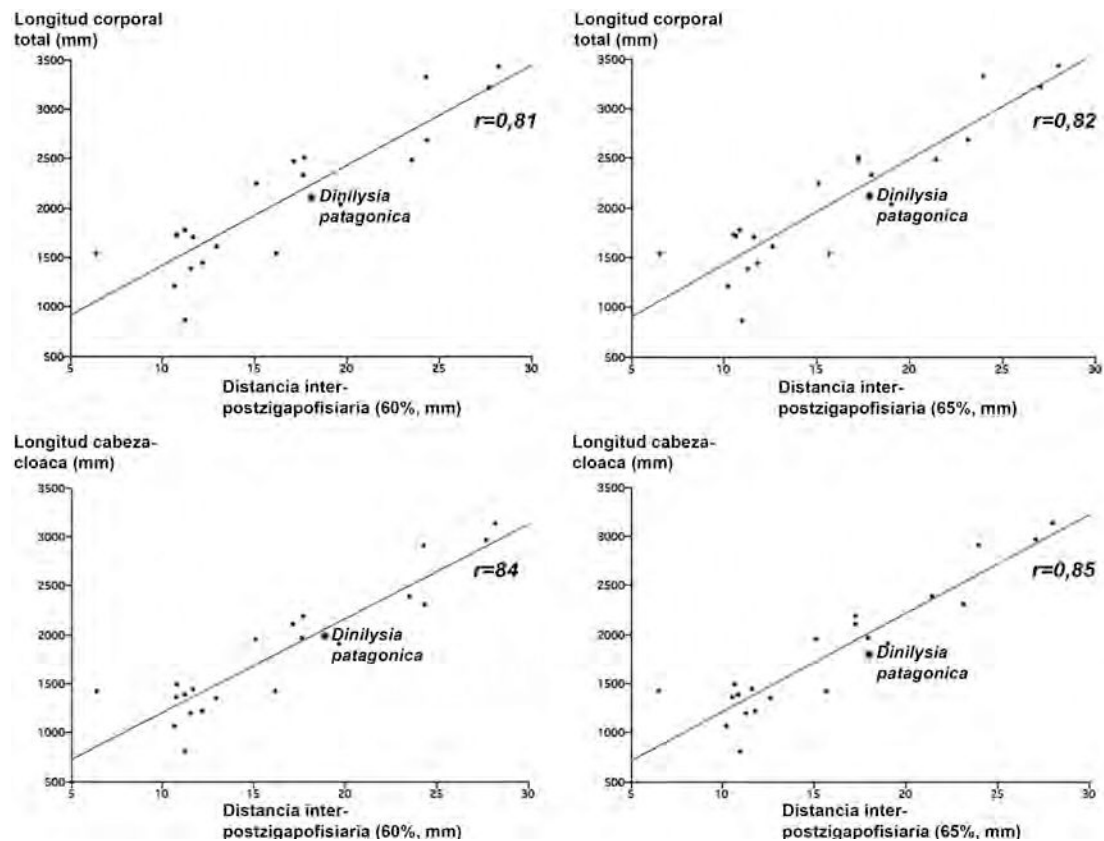 Longitud corporal
total (mm)
3500
3000
2500
2000
1500
1000
500
r=0,81
Dinilysia
patagonica
5
10
15
20
25
30
Distancia inter-
postzigapofisiaria (60%, mm)
Longitud corporal
total (mm)
3500
3000
2500
2000
1500
1000
500
r=0,82
Dinilysia
patagonica
5
10
15
20
25
30
Distancia inter-
postzigapofisiaria (65%, mm)
Longitud cabeza-
cloaca (mm)
3500
3000
2500
2000
1500
1000
500
r=84
Dinilysia
patagonica
5
10
15
20
25
30
Distancia inter-
postzigapofisiaria (60%, mm)
Longitud cabeza-
cloaca (mm)
3500
3000
2500
2000
1500
1000
500
r=0,85
Dinilysia
patagonica
5
10
15
20
25
30
Distancia inter-
postzigapofisiaria (65%, mm)